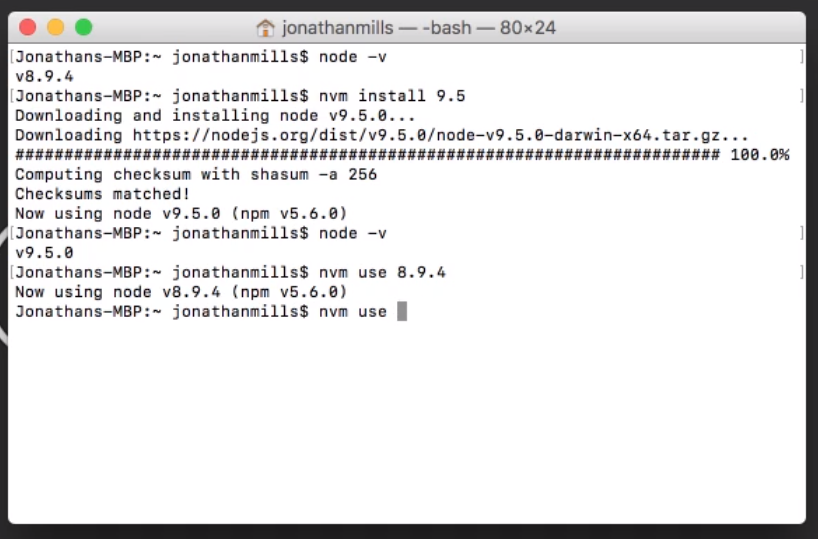 jonathanmills — -bash — 80×24
[Jonathans-MBP:~ jonathanmills$ node -v ]
v8.9.4
[Jonathans-MBP:~ jonathanmills$ nvm install 9.5 ]
Downloading and installing node v9.5.0...
Downloading https://nodejs.org/dist/v9.5.0/node-v9.5.0-darwin-x64.tar.gz...
######################################################################## 100.0%
Computing checksum with shasum -a 256
Checksums matched!
Now using node v9.5.0 (npm v5.6.0)
[Jonathans-MBP:~ jonathanmills$ node -v ]
v9.5.0
[Jonathans-MBP:~ jonathanmills$ nvm use 8.9.4 ]
Now using node v8.9.4 (npm v5.6.0)
Jonathans-MBP:~ jonathanmills$ nvm use